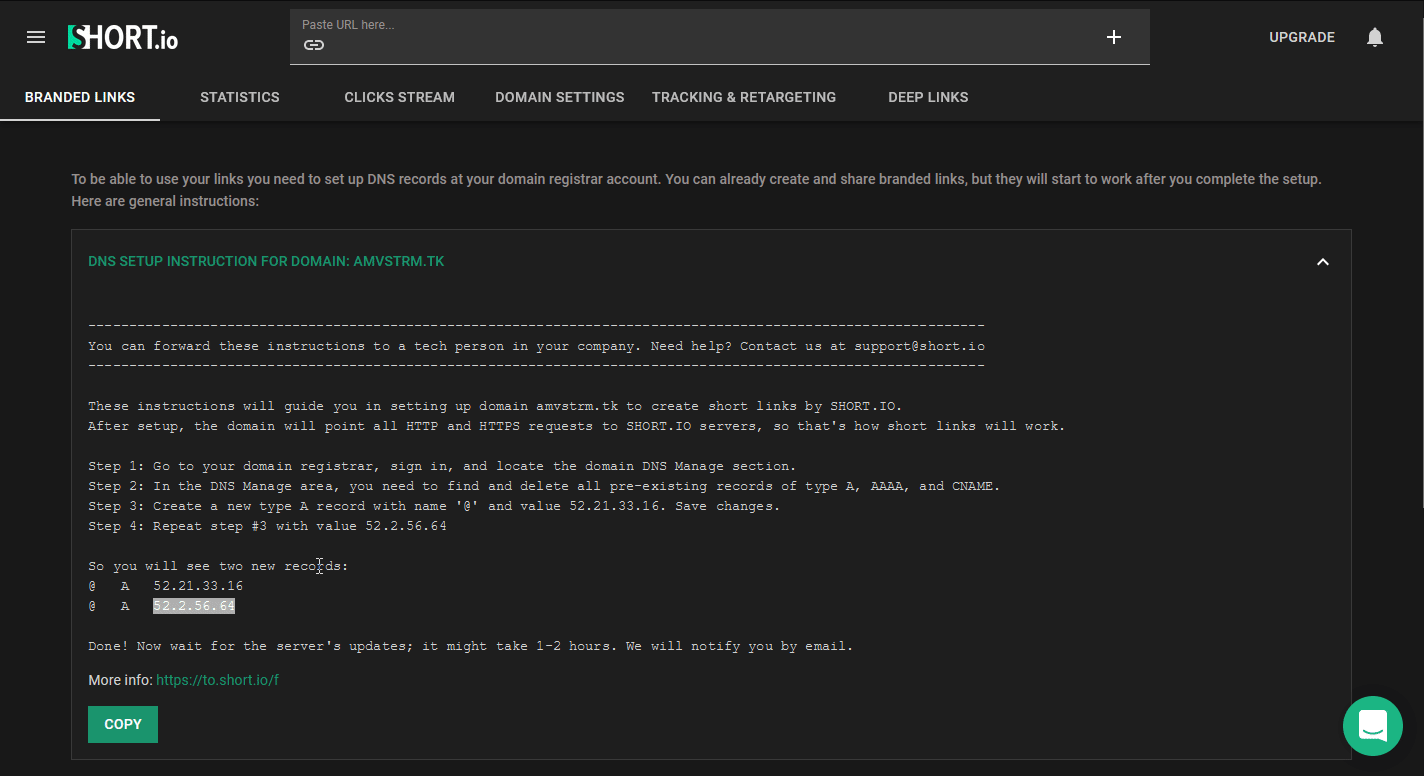 SHORT.io
Paste URL here...
UPGRADE
BRANDED LINKS STATISTICS CLICKS STREAM DOMAIN SETTINGS TRACKING & RETARGETING DEEP LINKS
To be able to use your links you need to set up DNS records at your domain registrar account. You can already create and share branded links, but they will start to work after you complete the setup.
Here are general instructions:
DNS SETUP INSTRUCTION FOR DOMAIN: AMVSTRM.TK
--------------------------------------------------------------------------------------------------------------
You can forward these instructions to a tech person in your company. Need help? Contact us at support@short.io
--------------------------------------------------------------------------------------------------------------
These instructions will guide you in setting up domain amvstrm.tk to create short links by SHORT.IO.
After setup, the domain will point all HTTP and HTTPS requests to SHORT.IO servers, so that's how short links will work.
Step 1: Go to your domain registrar, sign in, and locate the domain DNS Manage section.
Step 2: In the DNS Manage area, you need to find and delete all pre-existing records of type A, AAAA, and CNAME.
Step 3: Create a new type A record with name '@' and value 52.21.33.16. Save changes.
Step 4: Repeat step #3 with value 52.2.56.64
So you will see two new records:
@ A 52.21.33.16
@ A 52.2.56.64
Done! Now wait for the server's updates; it might take 1-2 hours. We will notify you by email.
More info: https://to.short.io/f
COPY